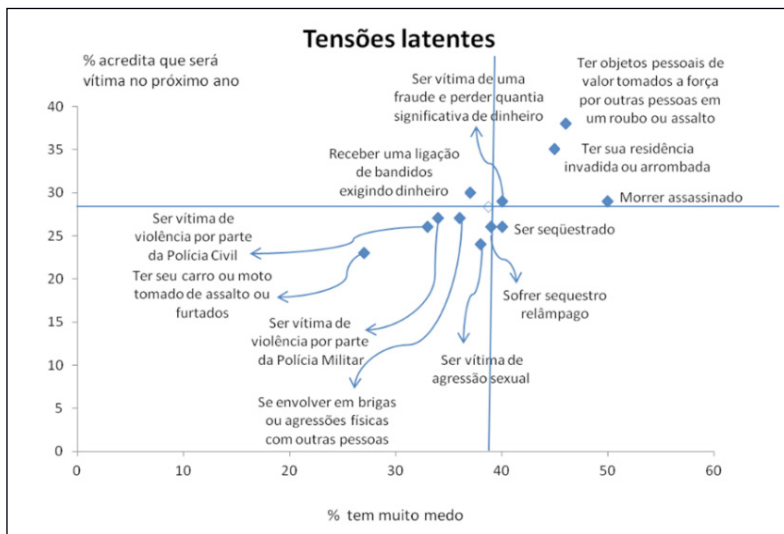 Tensões latentes
% acredita que será
vítima no próximo ano
Ser vítima de uma
fraude e perder quantia
significativa de dinheiro
Ter objetos pessoais de
valor tomados a força
por outras pessoas em
um roubo ou assalto
Ter sua residência
invadida ou arrombada
Receber uma ligação
de bandidos
exigindo dinheiro
Morrer assassinado
Ser vítima de
violência por parte
da Polícia Civil
Ser seqüestrado
Ter seu carro ou moto
tomado de assalto ou
furtados
Sofrer sequestro
relâmpago
Ser vítima de
violência por parte
da Polícia Militar
Ser vítima de
agressão sexual
Se envolver em brigas
ou agressões físicas
com outras pessoas
40
35
30
25
20
15
10
5
0
0 10 20 30 40 50 60
% tem muito medo